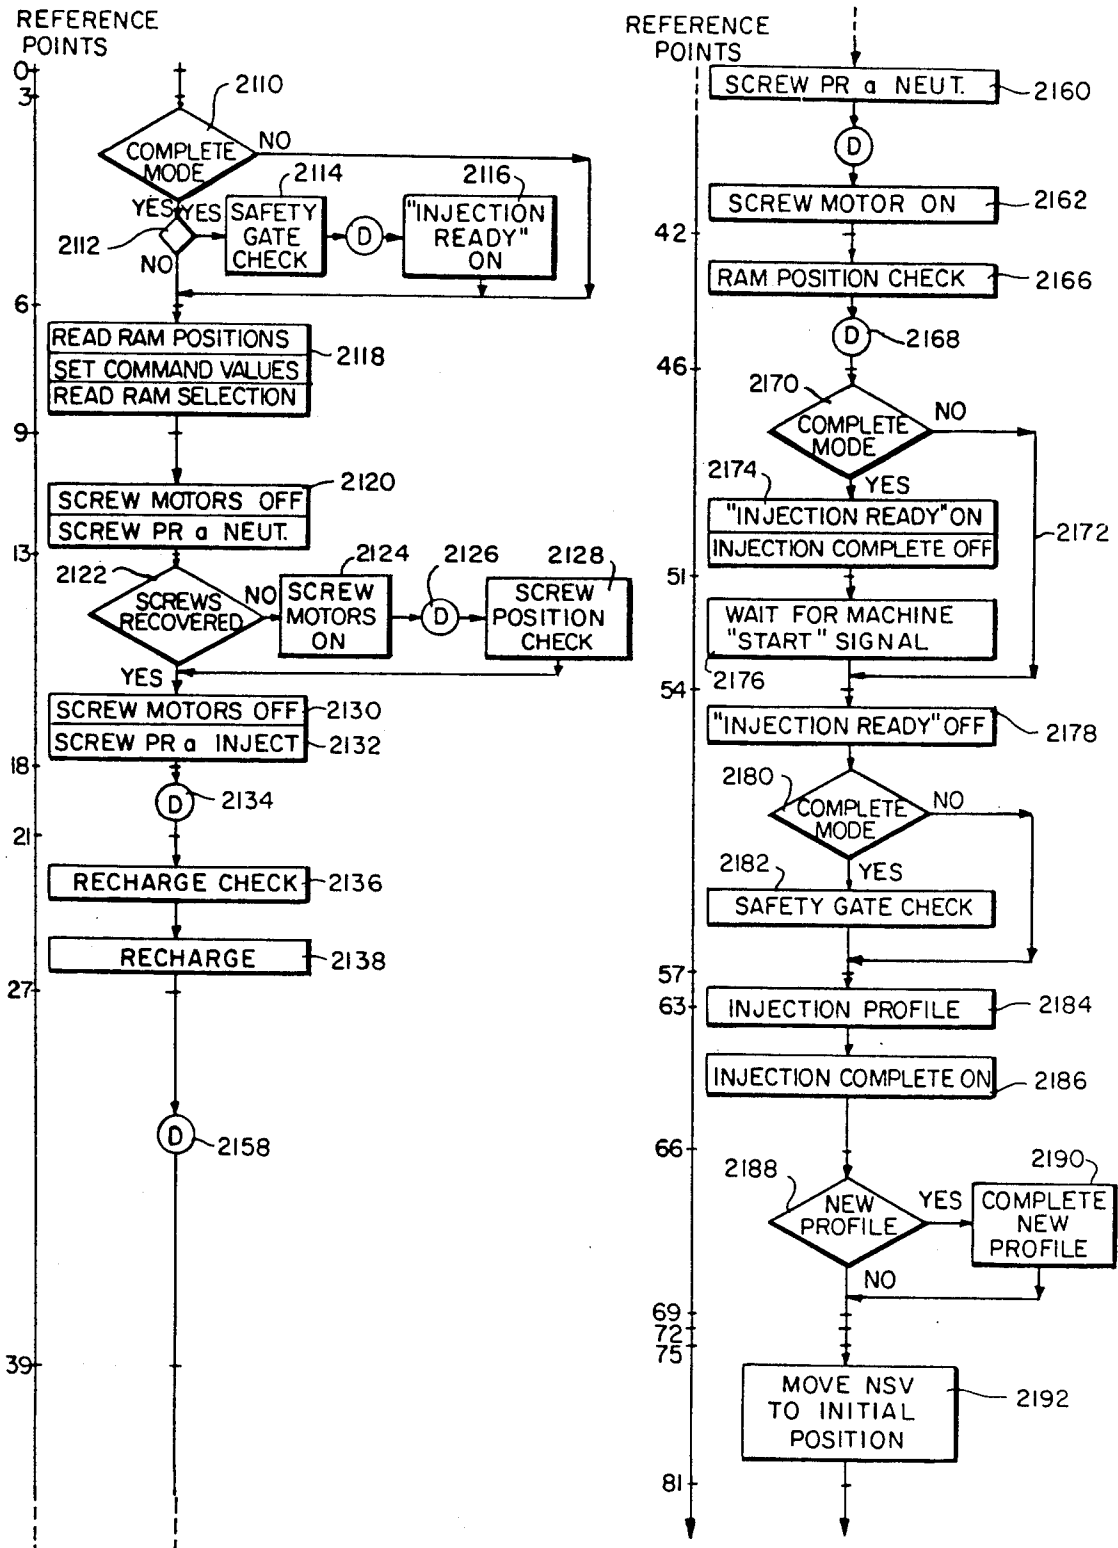 REFERENCE
POINTS
0
3
2110
COMPLETE
MODE
NO
YES
YES
2112
NO
2114
SAFETY
GATE
CHECK
D
2116
"INJECTION
READY"
ON
6
READ RAM POSITIONS
SET COMMAND VALUES
READ RAM SELECTION
2118
9
SCREW MOTORS OFF
SCREW PR a NEUT.
2120
13
2122
SCREWS
RECOVERED
NO
YES
2124
SCREW
MOTORS
ON
2126
D
2128
SCREW
POSITION
CHECK
SCREW MOTORS OFF
2130
SCREW PR a INJECT
2132
18
D
2134
21
RECHARGE CHECK
2136
RECHARGE
2138
27
D
2158
39
REFERENCE
POINTS
SCREW PR a NEUT.
2160
D
SCREW MOTOR ON
2162
42
RAM POSITION CHECK
2166
D
2168
46
2170
COMPLETE
MODE
NO
YES
2172
2174
"INJECTION READY" ON
INJECTION COMPLETE OFF
51
WAIT FOR MACHINE
"START" SIGNAL
2176
54
"INJECTION READY" OFF
2178
2180
COMPLETE
MODE
NO
YES
2182
SAFETY GATE CHECK
57
63
INJECTION PROFILE
2184
INJECTION COMPLETE ON
2186
66
2188
NEW
PROFILE
YES
NO
2190
COMPLETE
NEW
PROFILE
69
72
75
MOVE NSV
TO INITIAL
POSITION
2192
81